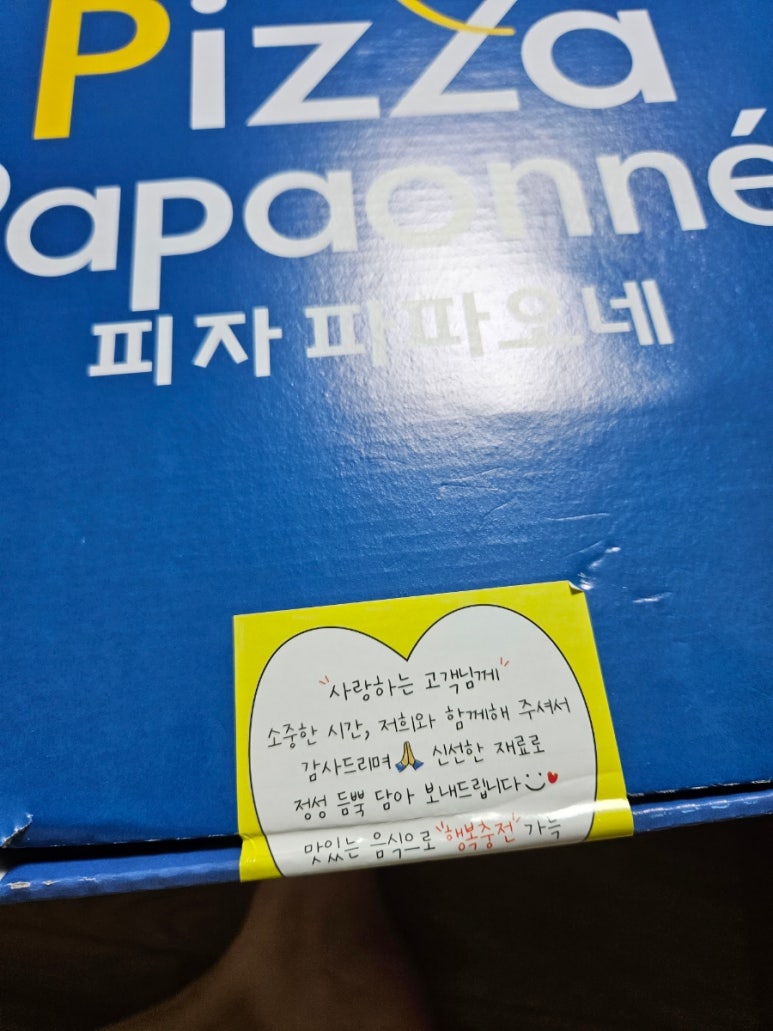 Pizza
Papaonné
피자 파파오네
"사랑하는 고객님께"
소중한 시간, 저희와 함께해 주셔서
감사드리며🙏 신선한 재료로
정성 듬뿍 담아 보내드립니다
맛있는 음식으로 "행복충전" 가득